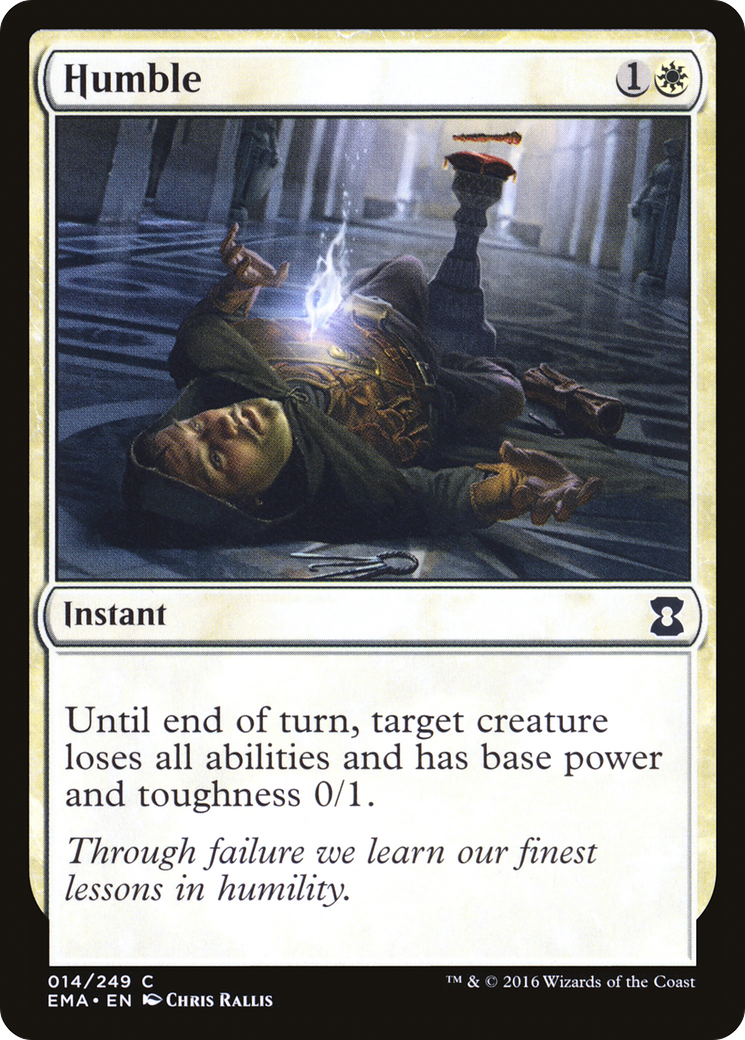 Humble 1
Instant
Until end of turn, target creature
loses all abilities and has base power
and toughness 0/1.
Through failure we learn our finest
lessons in humility.
014/249 C
EMA • EN Chris Rallis
™ & © 2016 Wizards of the Coast